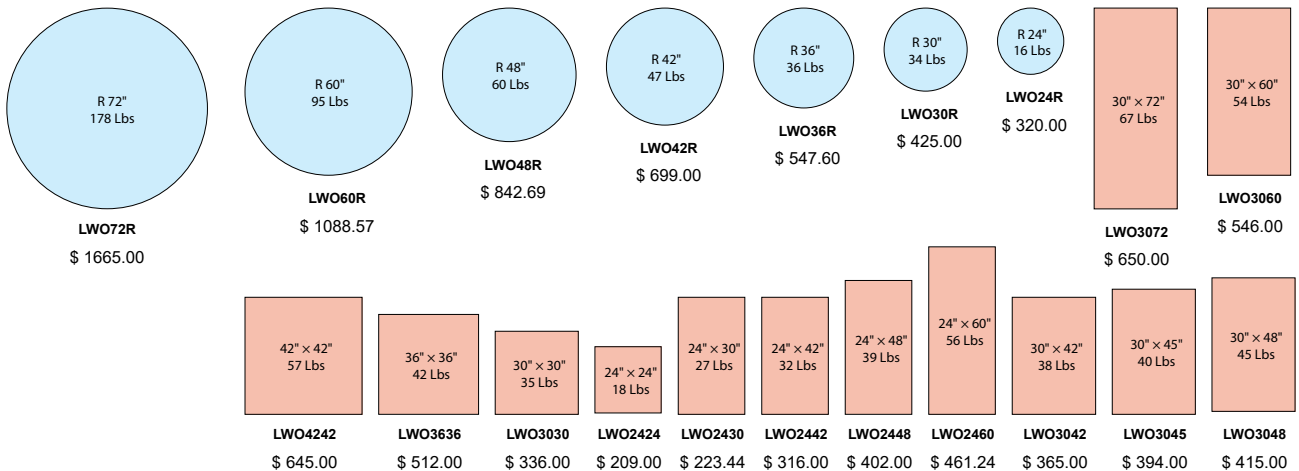 R 72"
178 Lbs
LWO72R
$ 1665.00
R 60"
95 Lbs
LWO60R
$ 1088.57
R 48"
60 Lbs
LWO48R
$ 842.69
R 42"
47 Lbs
LWO42R
$ 699.00
R 36"
36 Lbs
LWO36R
$ 547.60
R 30"
34 Lbs
LWO30R
$ 425.00
R 24"
16 Lbs
LWO24R
$ 320.00
30" × 72"
67 Lbs
LWO3072
$ 650.00
30" × 60"
54 Lbs
LWO3060
$ 546.00
42" × 42"
57 Lbs
LWO4242
$ 645.00
36" × 36"
42 Lbs
LWO3636
$ 512.00
30" × 30"
35 Lbs
LWO3030
$ 336.00
24" × 24"
18 Lbs
LWO2424
$ 209.00
24" × 30"
27 Lbs
LWO2430
$ 223.44
24" × 42"
32 Lbs
LWO2442
$ 316.00
24" × 48"
39 Lbs
LWO2448
$ 402.00
24" × 60"
56 Lbs
LWO2460
$ 461.24
30" × 42"
38 Lbs
LWO3042
$ 365.00
30" × 45"
40 Lbs
LWO3045
$ 394.00
30" × 48"
45 Lbs
LWO3048
$ 415.00